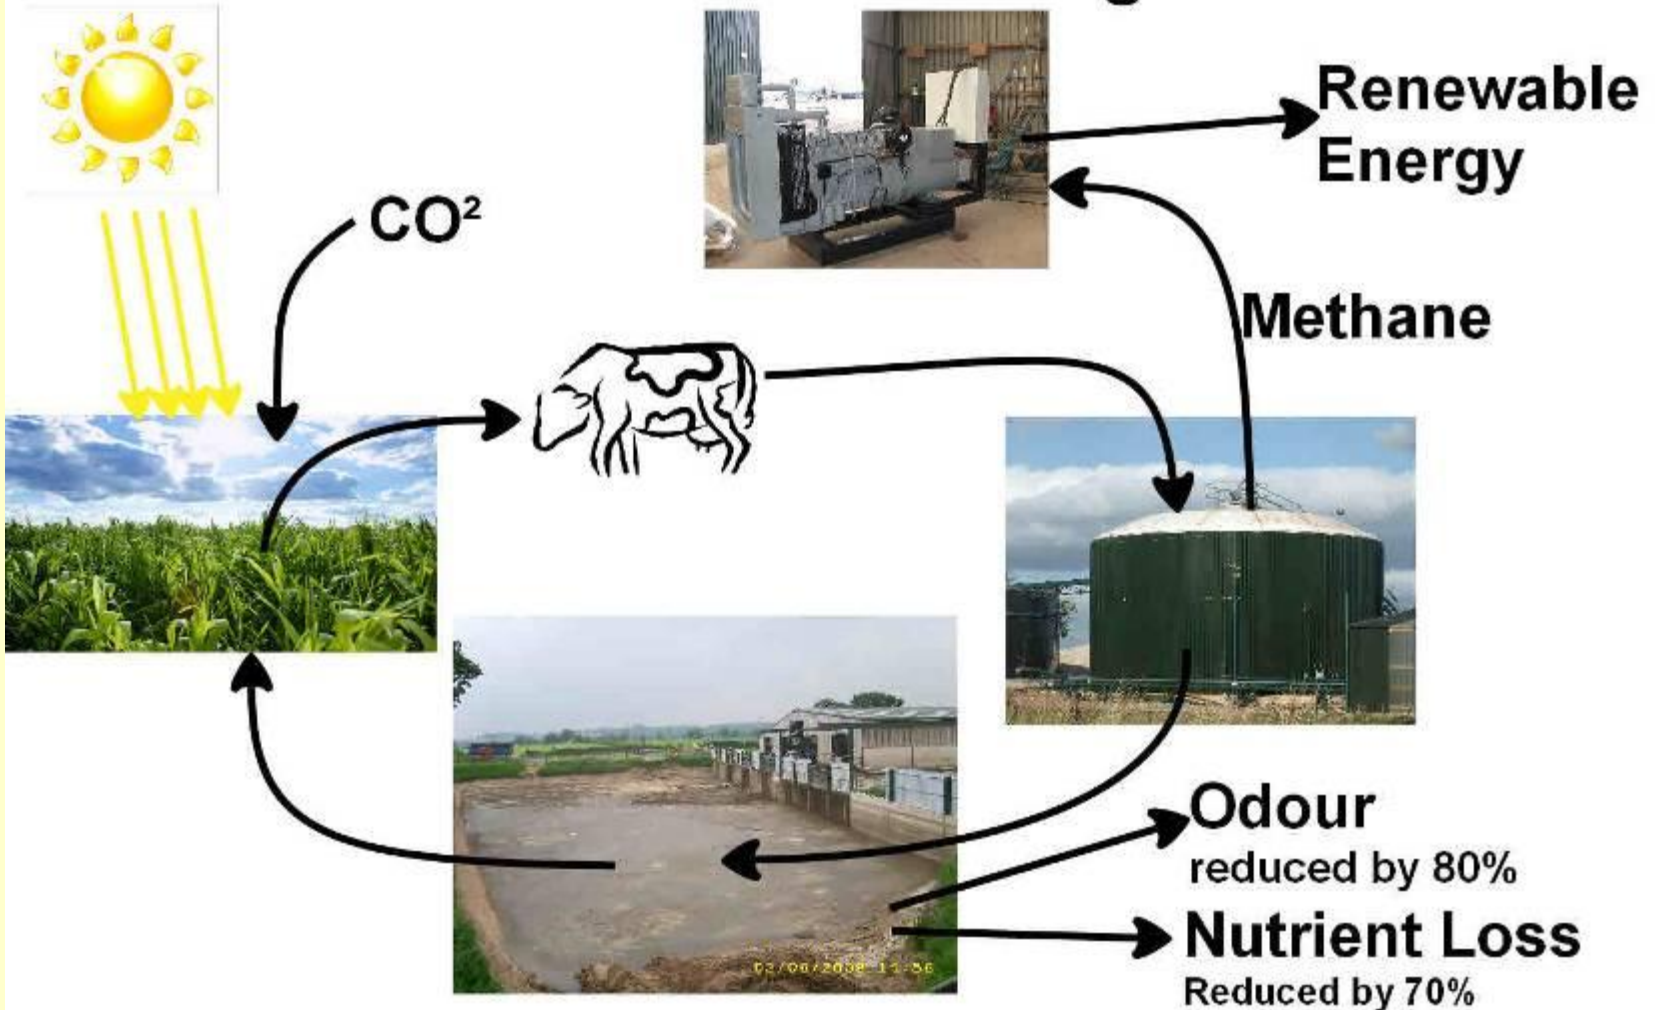 Renewable
Energy
CO²
Methane
Odour
reduced by 80%
Nutrient Loss
Reduced by 70%